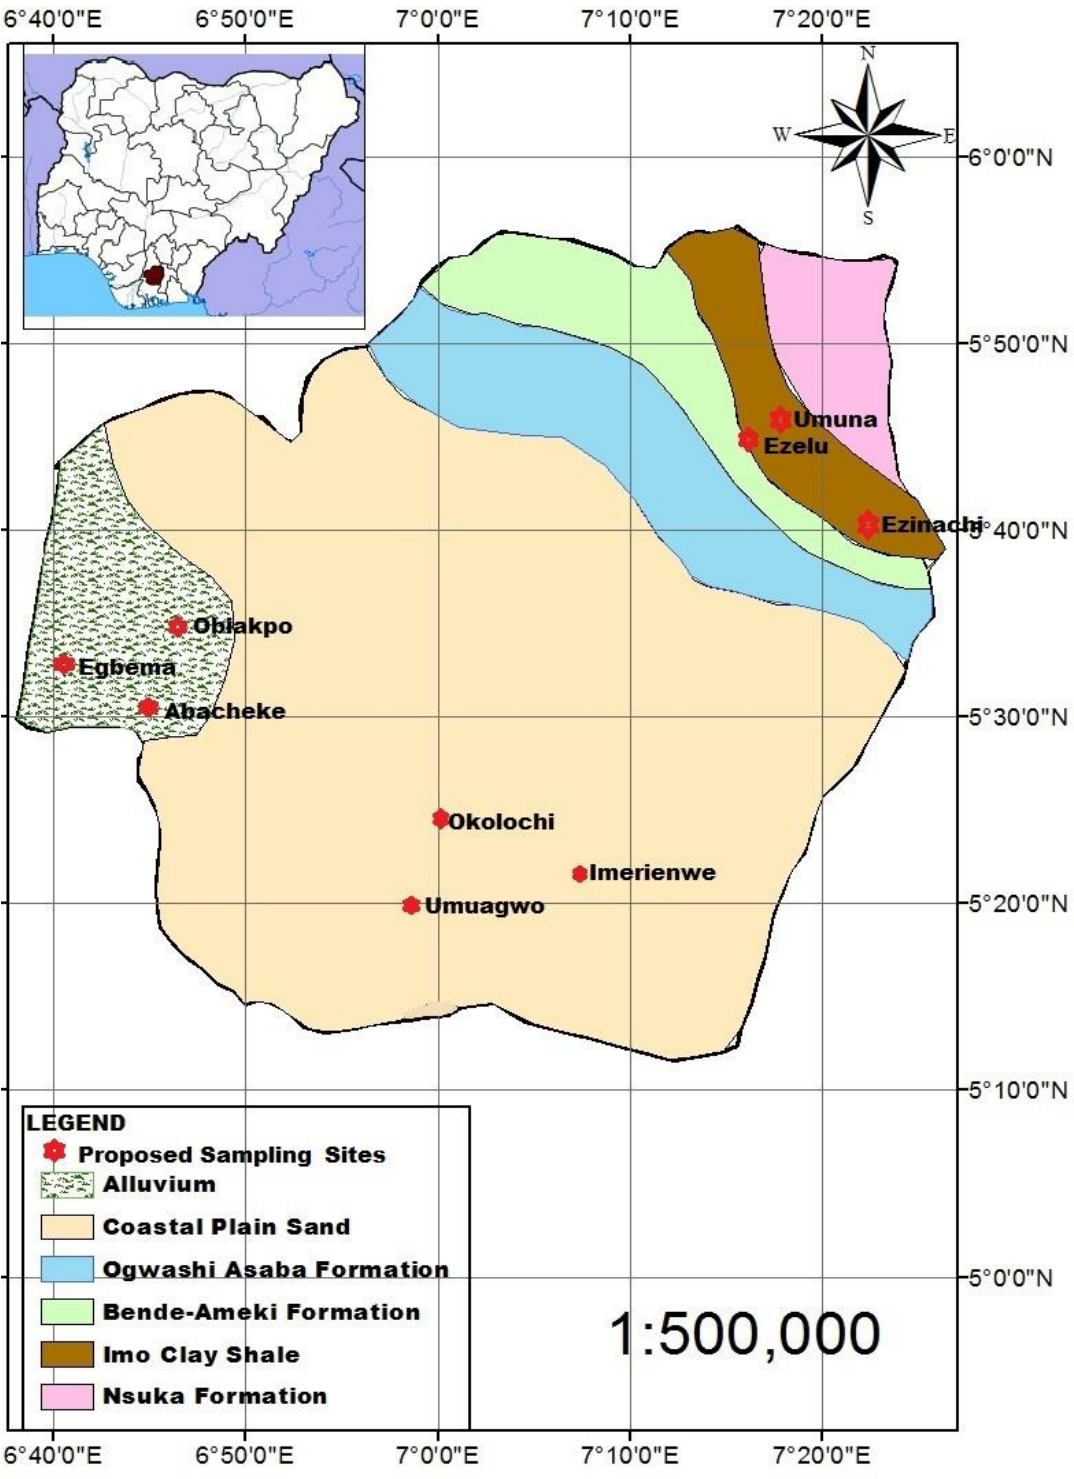 6°40'0"E 6°50'0"E 7°0'0"E 7°10'0"E 7°20'0"E
N
W E
S
6°0'0"N
5°50'0"N
Umuna
Ezelu
Ezinachi
5°40'0"N
Obiakpo
Egbema
Abacheke
5°30'0"N
Okolochi
Imerienwe
Umuagwo
5°20'0"N
5°10'0"N
LEGEND
Proposed Sampling Sites
Alluvium
Coastal Plain Sand
Ogwashi Asaba Formation
5°0'0"N
Bende-Ameki Formation
1:500,000
Imo Clay Shale
Nsuka Formation
6°40'0"E 6°50'0"E 7°0'0"E 7°10'0"E 7°20'0"E